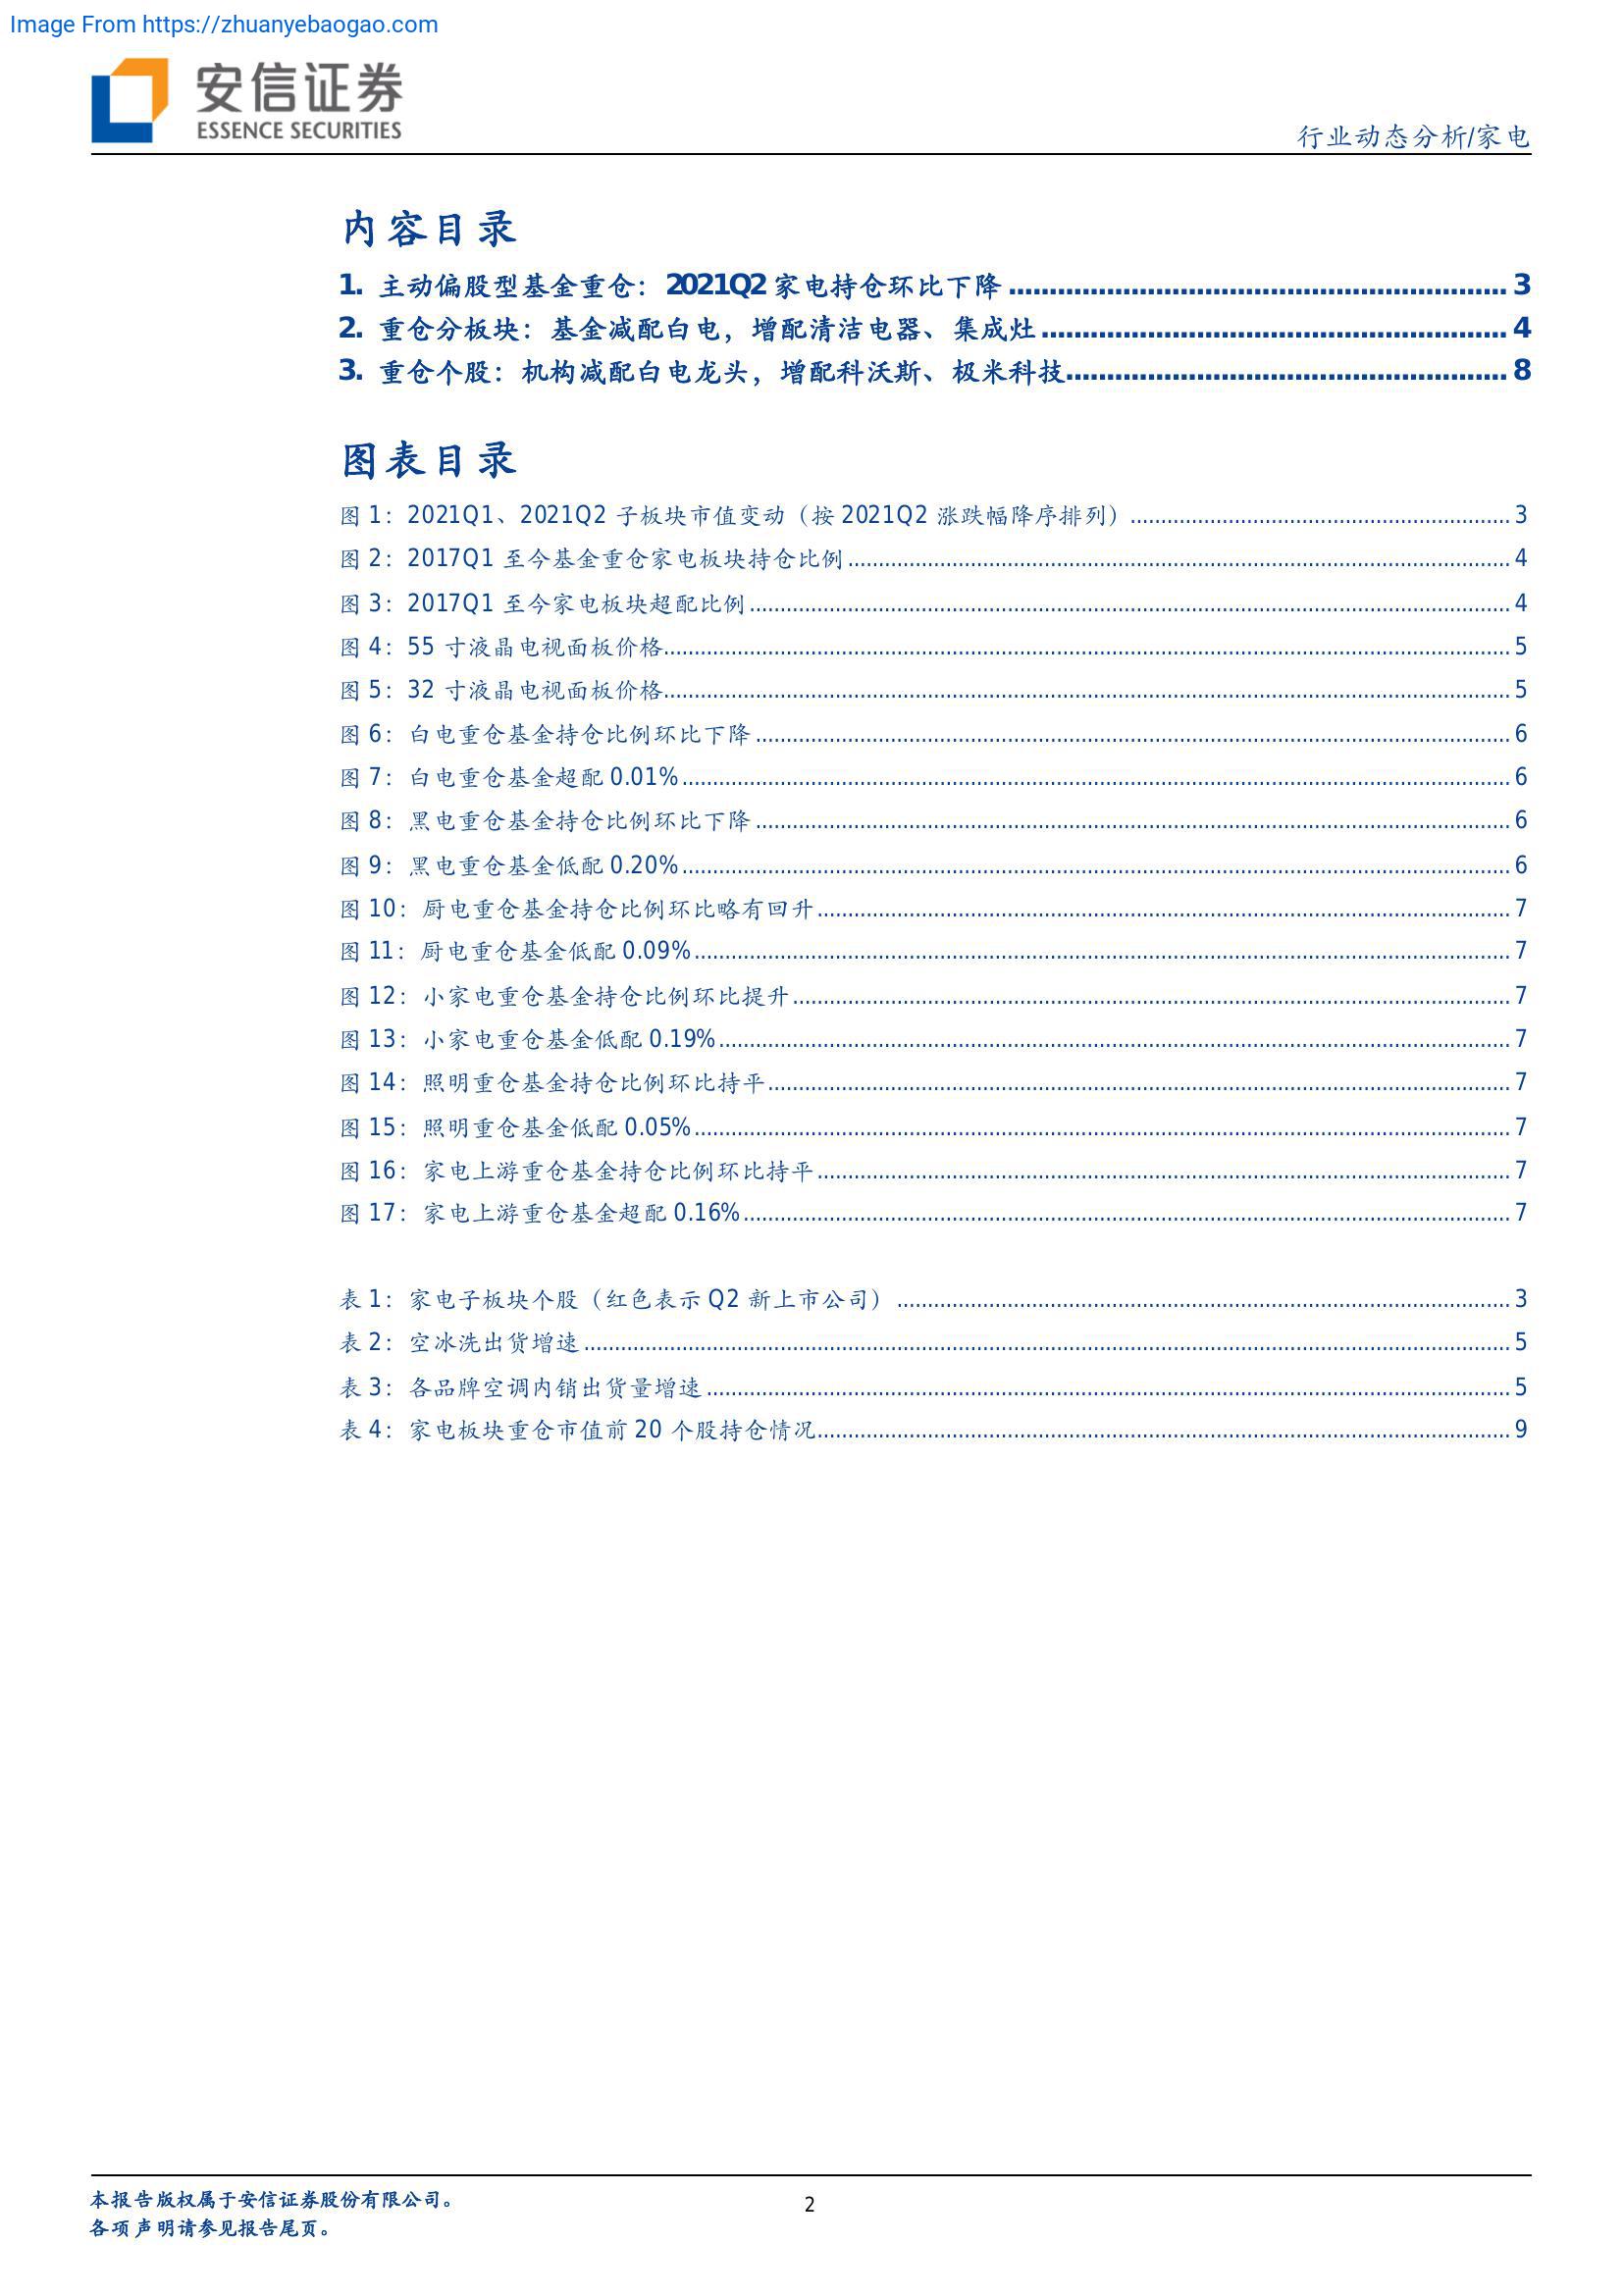 Image From https://zhuanyebaogao.com
安信证券
ESSENCE SECURITIES
行业动态分析/家电
内容目录
1. 主动偏股型基金重仓：2021Q2 家电持仓环比下降 3
2. 重仓分板块：基金减配白电，增配清洁电器、集成灶 4
3. 重仓个股：机构减配白电龙头，增配科沃斯、极米科技 8
图表目录
图 1：2021Q1、2021Q2 子板块市值变动（按 2021Q2 涨跌幅降序排列） 3
图 2：2017Q1 至今基金重仓家电板块持仓比例 4
图 3：2017Q1 至今家电板块超配比例 4
图 4：55 寸液晶电视面板价格 5
图 5：32 寸液晶电视面板价格 5
图 6：白电重仓基金持仓比例环比下降 6
图 7：白电重仓基金超配 0.01% 6
图 8：黑电重仓基金持仓比例环比下降 6
图 9：黑电重仓基金低配 0.20% 6
图 10：厨电重仓基金持仓比例环比略有回升 7
图 11：厨电重仓基金低配 0.09% 7
图 12：小家电重仓基金持仓比例环比提升 7
图 13：小家电重仓基金低配 0.19% 7
图 14：照明重仓基金持仓比例环比持平 7
图 15：照明重仓基金低配 0.05% 7
图 16：家电上游重仓基金持仓比例环比持平 7
图 17：家电上游重仓基金超配 0.16% 7
表 1：家电子板块个股（红色表示 Q2 新上市公司） 3
表 2：空冰洗出货增速 5
表 3：各品牌空调内销出货量增速 5
表 4：家电板块重仓市值前 20 个股持仓情况 9
本报告版权属于安信证券股份有限公司。
各项声明请参见报告尾页。
2